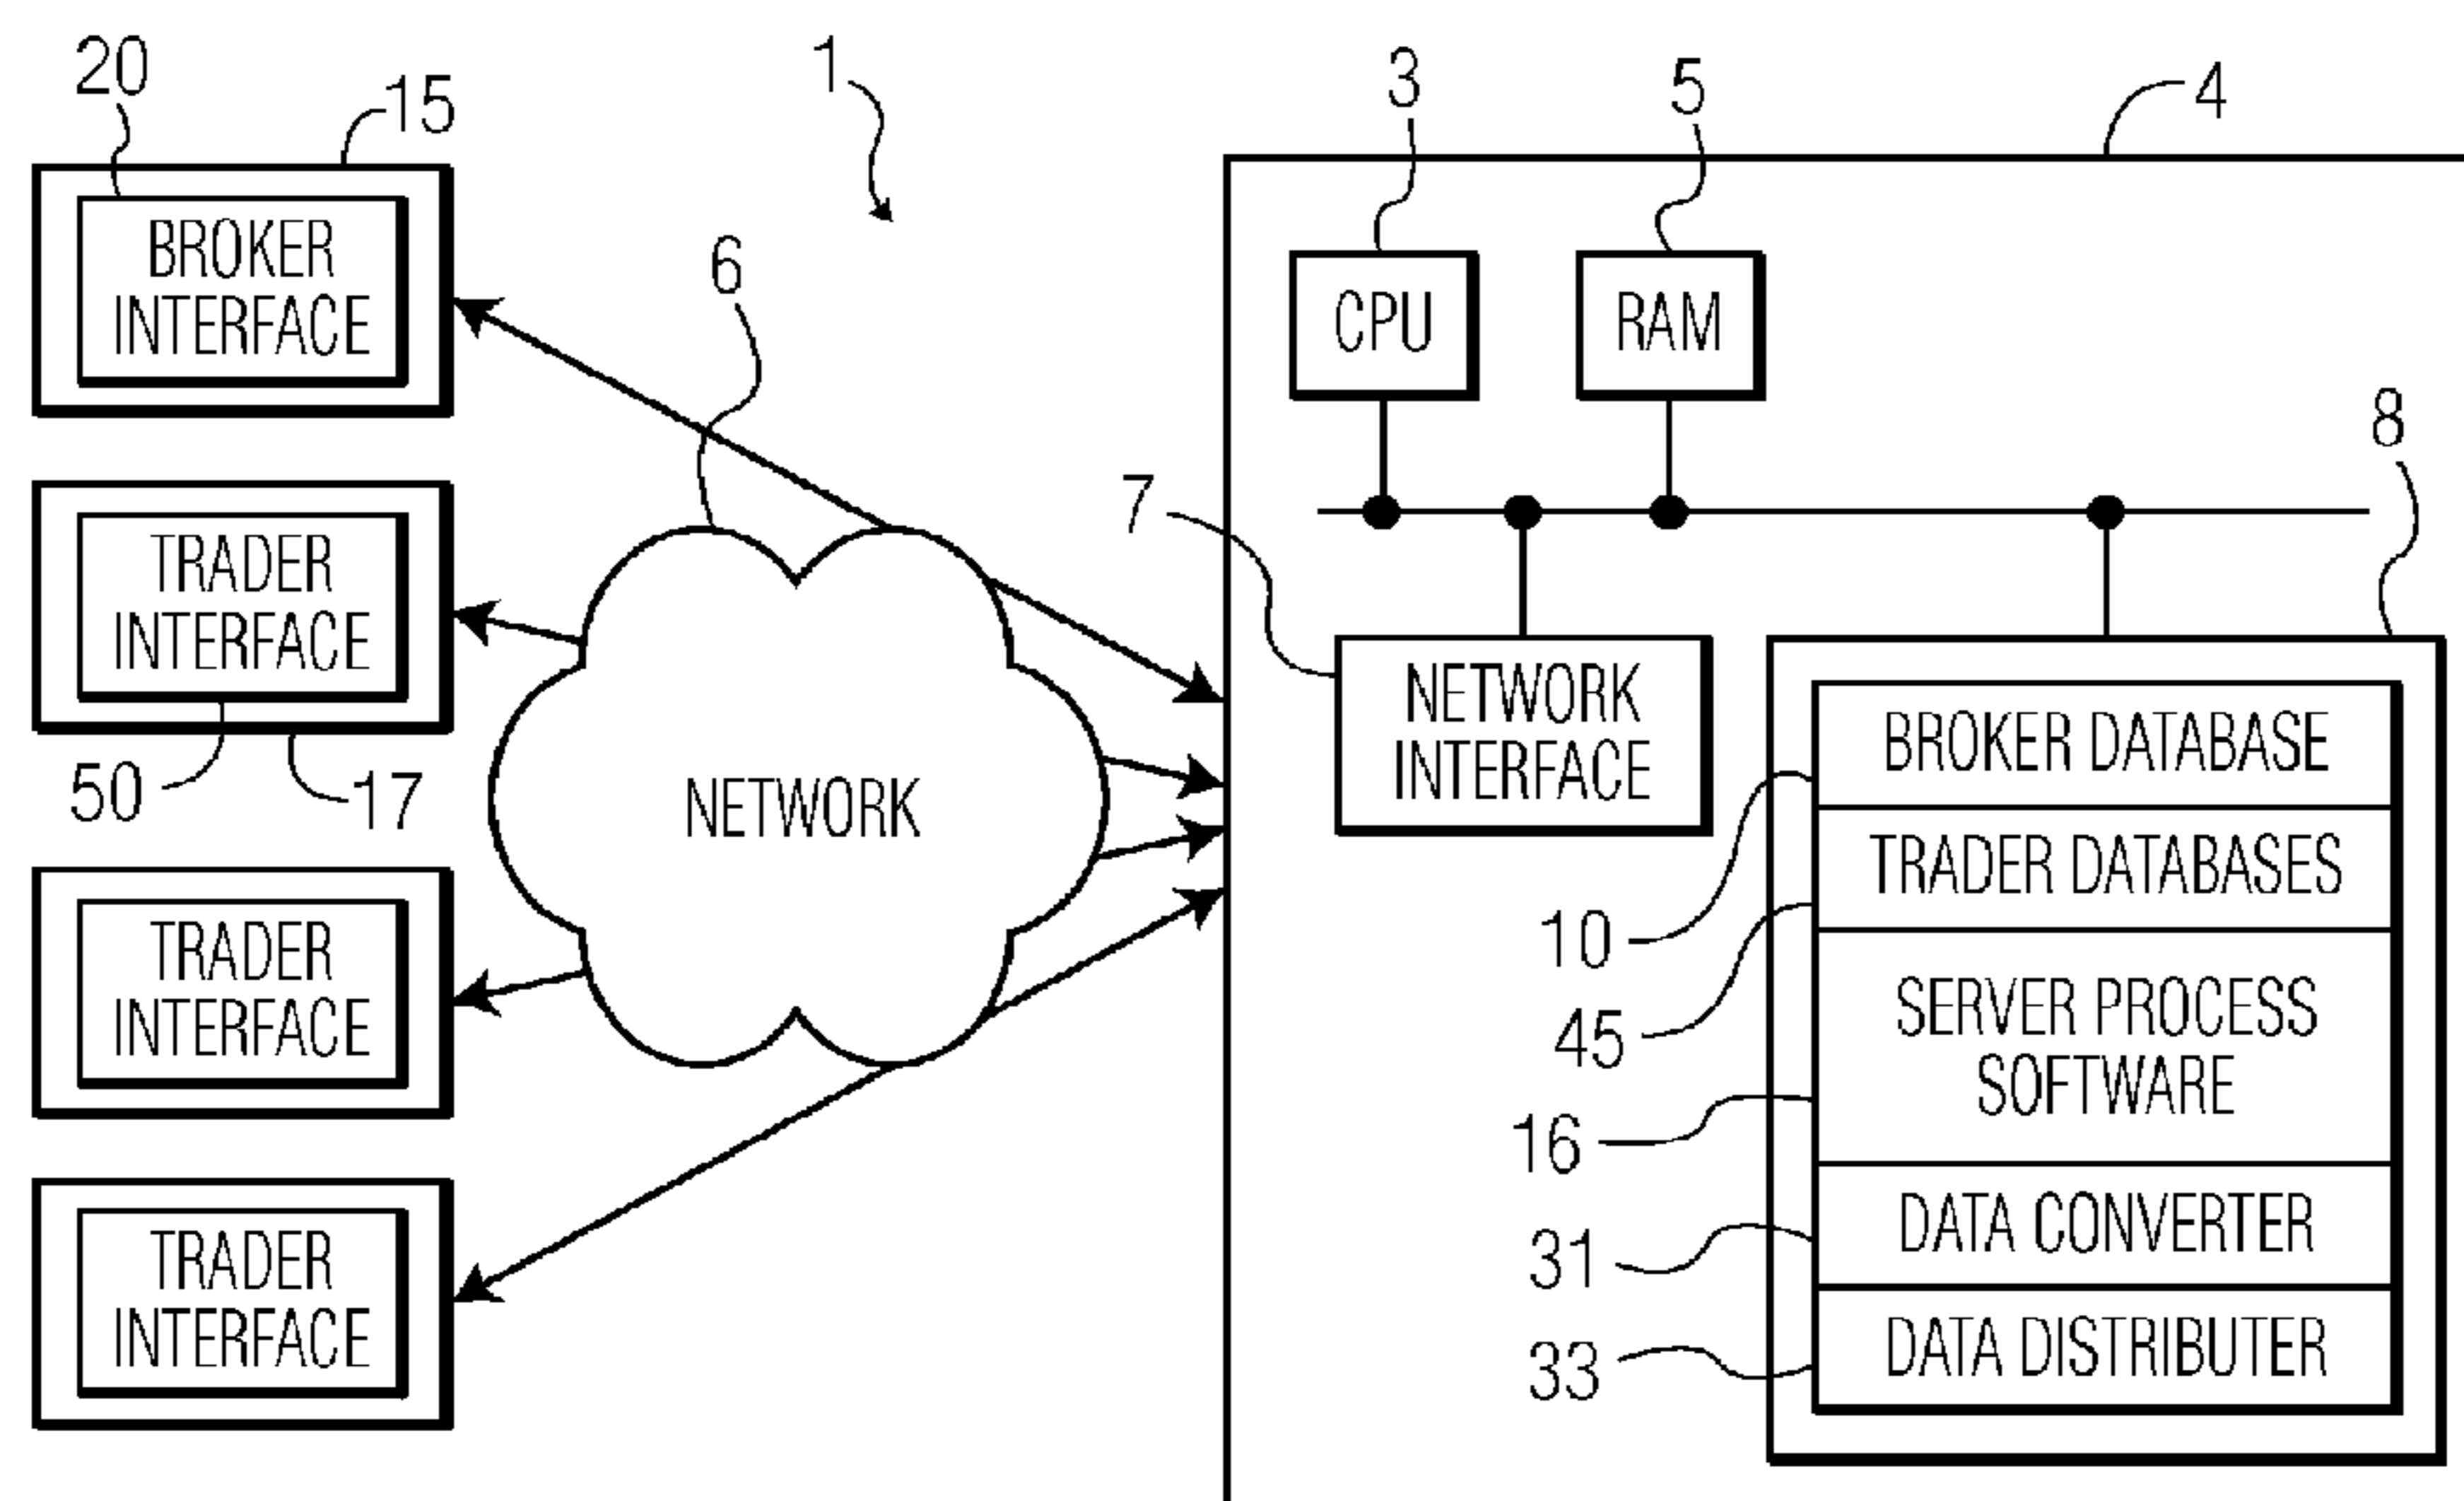 20
15
BROKER
INTERFACE
TRADER
INTERFACE
50
17
TRADER
INTERFACE
TRADER
INTERFACE
1
6
NETWORK
3
5
4
CPU
RAM
7
8
NETWORK
INTERFACE
BROKER DATABASE
TRADER DATABASES
SERVER PROCESS
SOFTWARE
DATA CONVERTER
DATA DISTRIBUTER
10
45
16
31
33